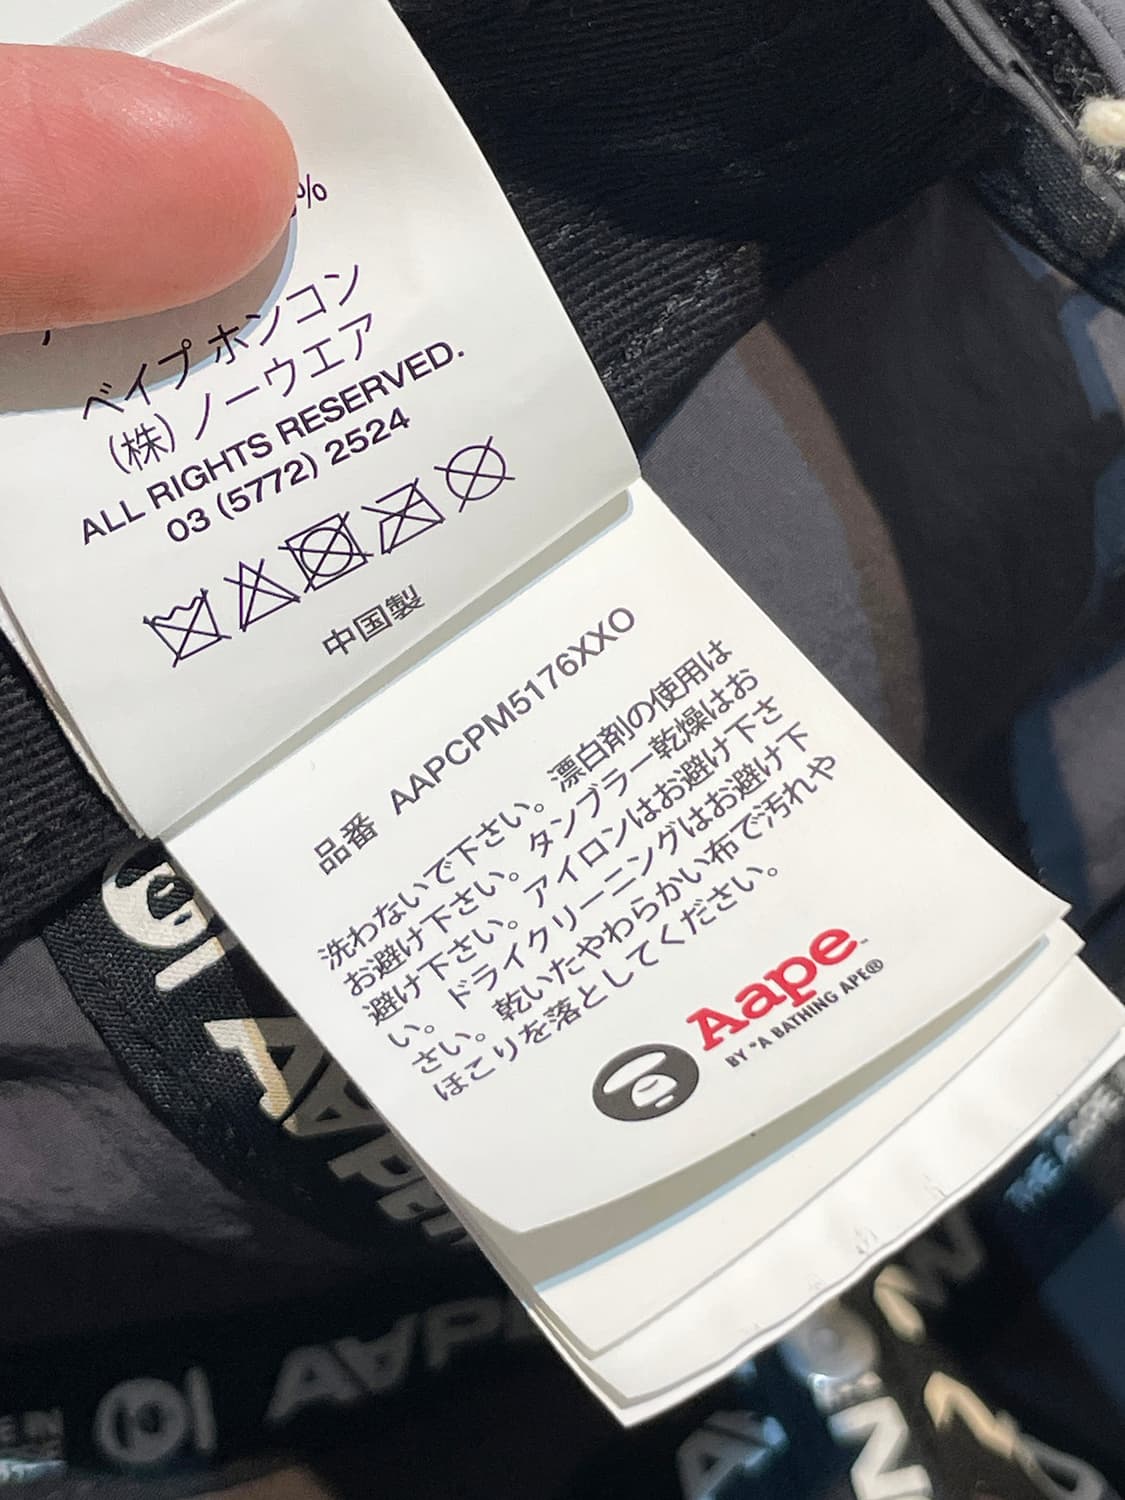 %
ベイプ ホンコン
(株) ノーウエア
ALL RIGHTS RESERVED.
03 (5772) 2524
中国製
品番 AAPCPM5176XXO
洗わないで下さい。漂白剤の使用は
お避け下さい。タンブラー乾燥はお
避け下さい。アイロンはお避け下さ
い。ドライクリーニングはお避け下
さい。乾いたやわらかい布で汚れや
ほこりを落としてください。
Aape
BY *A BATHING APE®
AAPE